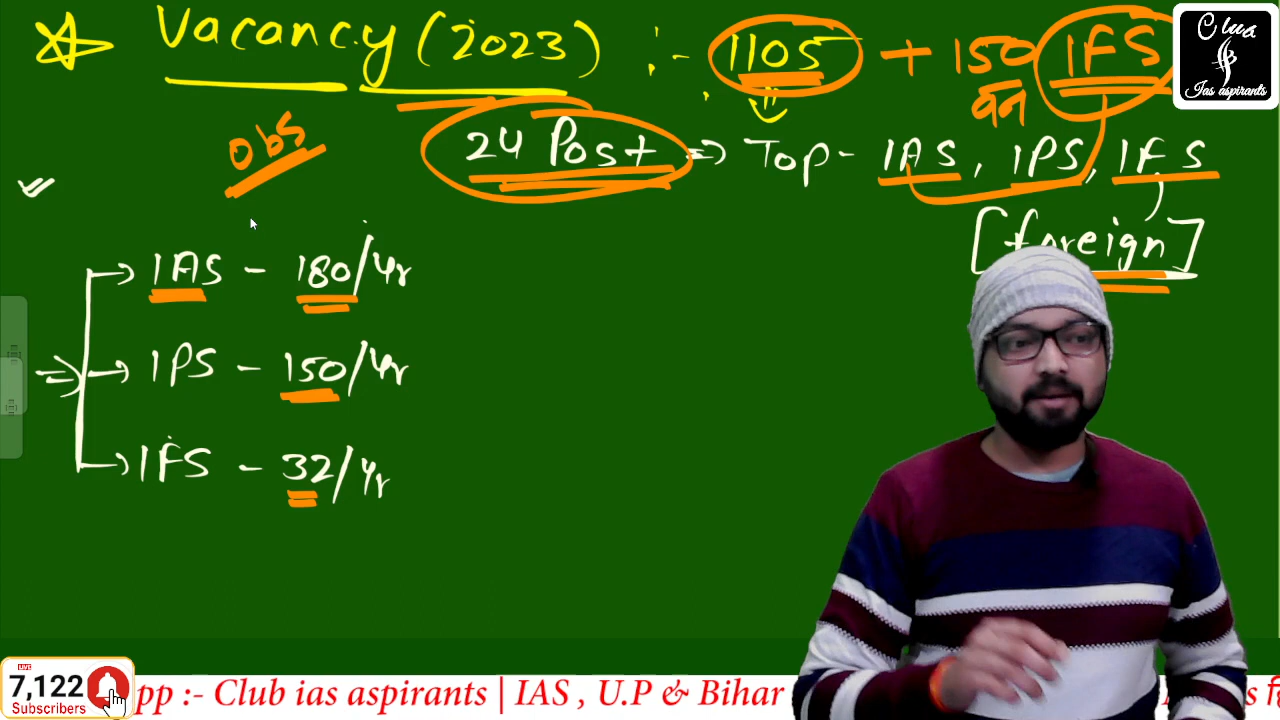 Vacancy (2023) :- 1105 + 150 IFS
वन
Club
Ias aspirants
obs
24 Post => Top - IAS, IPS, IFS
[foreign]
IAS - 180/yr
IPS - 150/yr
IFS - 32/yr
LIVE
7,122
Subscribers
pp :- Club ias aspirants | IAS , U.P & Bihar